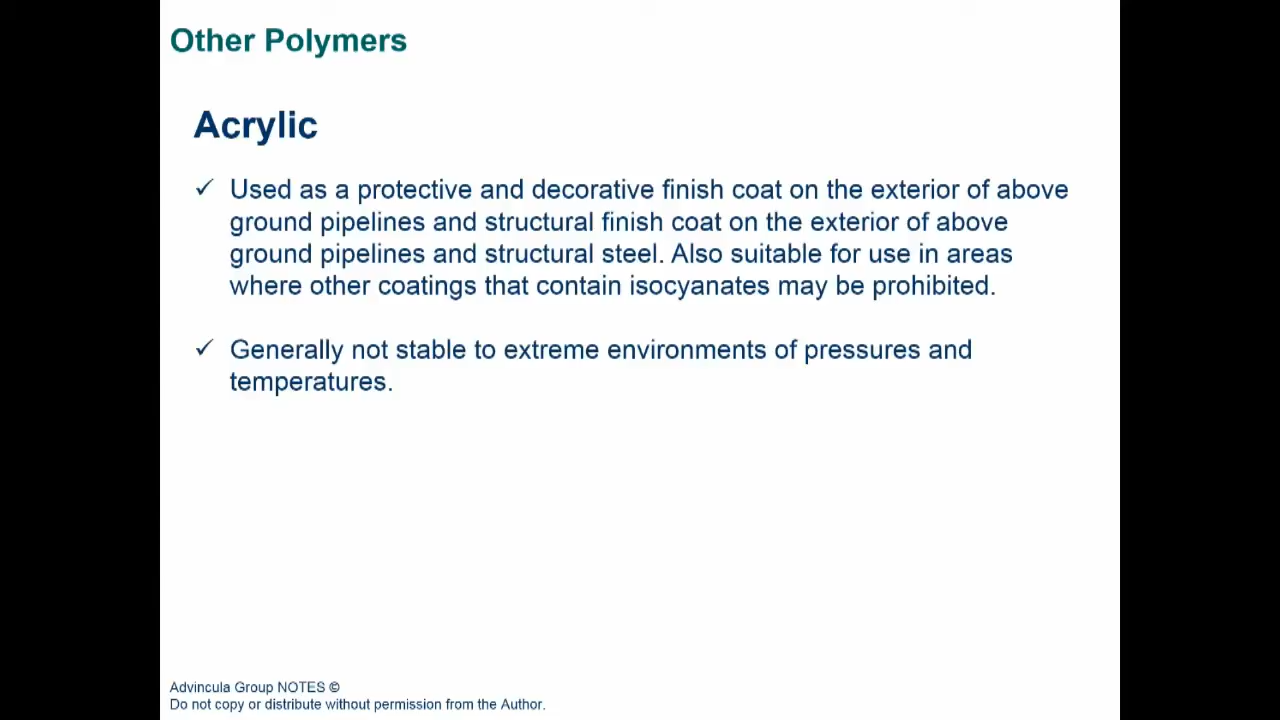 Other Polymers
Acrylic
✓ Used as a protective and decorative finish coat on the exterior of above
ground pipelines and structural finish coat on the exterior of above
ground pipelines and structural steel. Also suitable for use in areas
where other coatings that contain isocyanates may be prohibited.
✓ Generally not stable to extreme environments of pressures and
temperatures.
Advincula Group NOTES ©
Do not copy or distribute without permission from the Author.